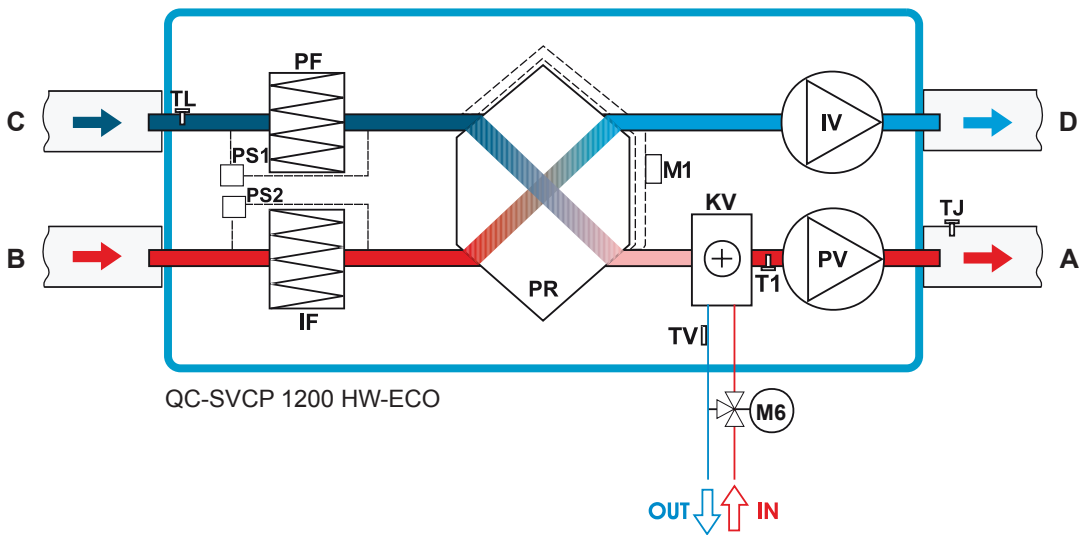 PF
TL
C
IV
D
PS1
M1
PS2
KV
TJ
B
PV
A
T1
PR
IF
TV
QC-SVCP 1200 HW-ECO
M6
OUT IN